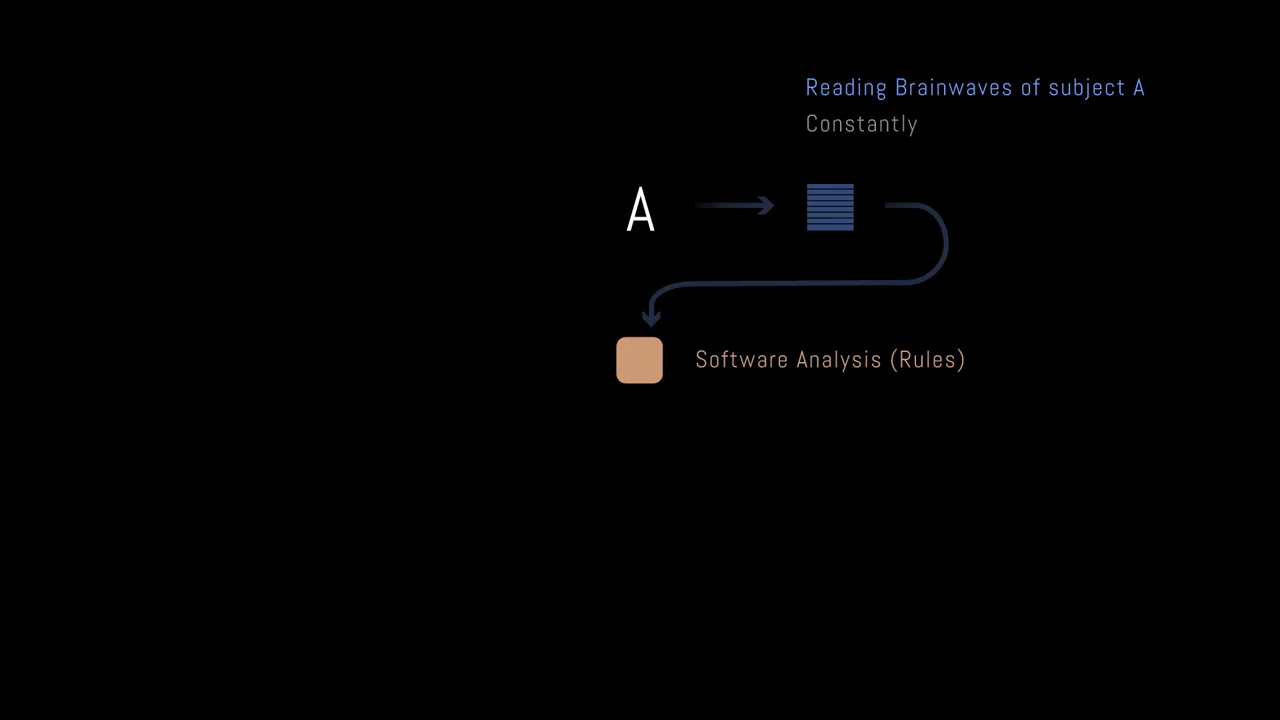 Reading Brainwaves of subject A
Constantly
A
Software Analysis (Rules)